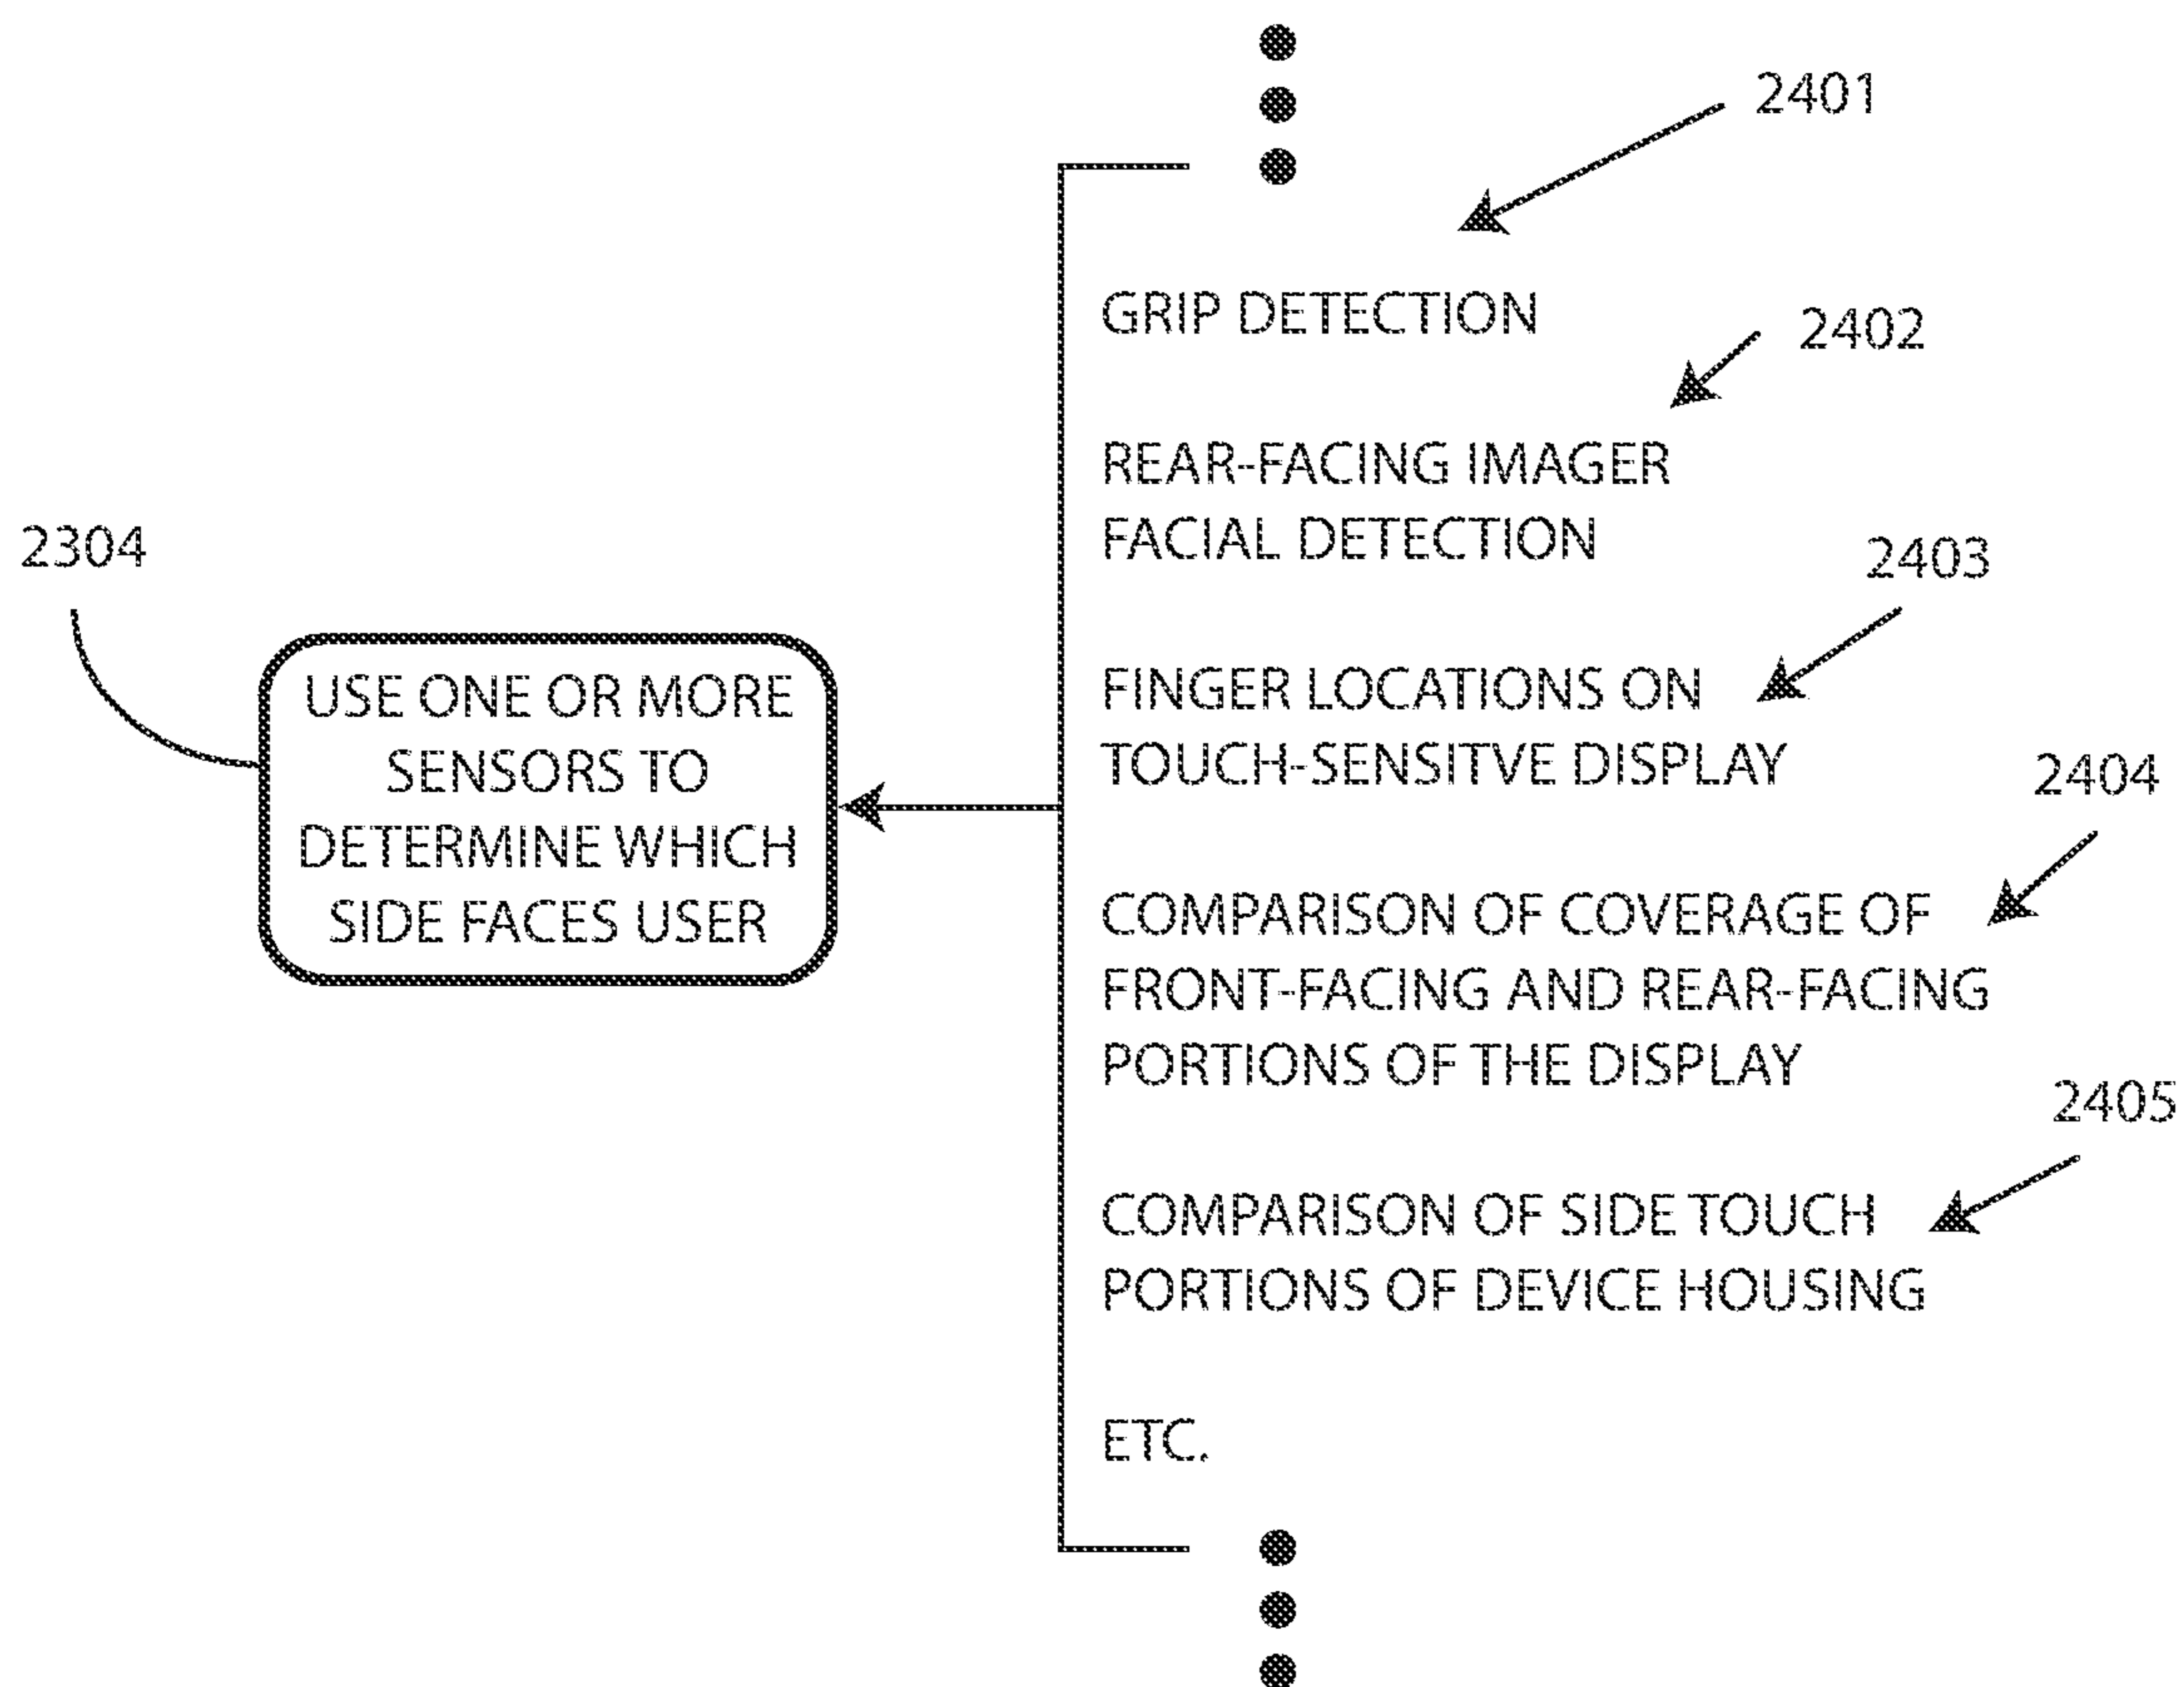 2401
GRIP DETECTION
2402
REAR-FACING IMAGER
FACIAL DETECTION
2403
FINGER LOCATIONS ON
TOUCH-SENSITVE DISPLAY
2404
COMPARISON OF COVERAGE OF
FRONT-FACING AND REAR-FACING
PORTIONS OF THE DISPLAY
2405
COMPARISON OF SIDE TOUCH
PORTIONS OF DEVICE HOUSING
ETC.
2304
USE ONE OR MORE
SENSORS TO
DETERMINE WHICH
SIDE FACES USER